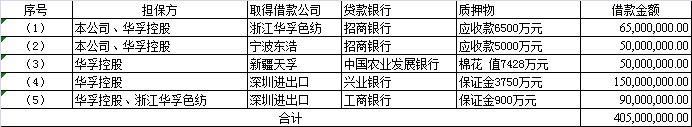 序号 担保方 取得借款公司 贷款银行 质押物 借款金额
（1） 本公司、华孚控股 浙江华孚色纺 招商银行 应收款6500万元 65,000,000.00
（2） 本公司、华孚控股 宁波东浩 招商银行 应收款5000万元 50,000,000.00
（3） 华孚控股 新疆天孚 中国农业发展银行 棉花 值7428万元 50,000,000.00
（4） 华孚控股 深圳进出口 兴业银行 保证金3750万元 150,000,000.00
（5） 华孚控股、浙江华孚色纺 深圳进出口 工商银行 保证金900万元 90,000,000.00
合计 405,000,000.00